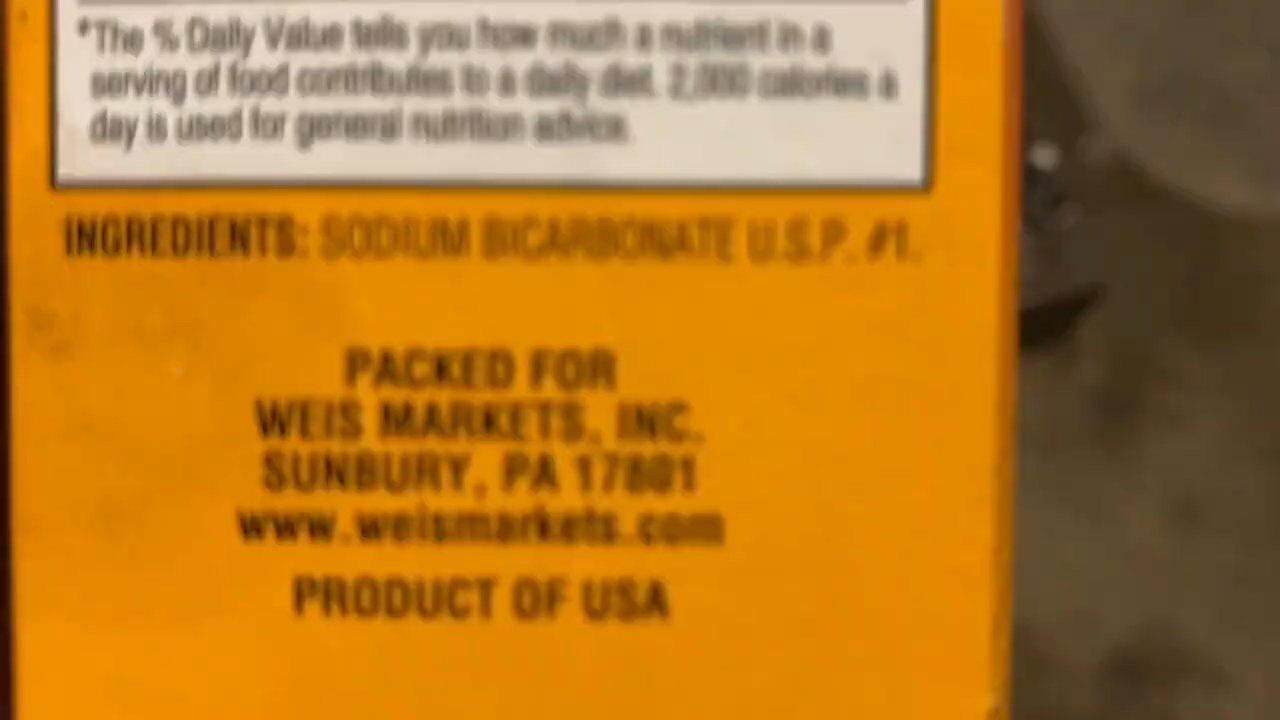 *The % Daily Value tells you how much a nutrient in a
serving of food contributes to a daily diet. 2,000 calories a
day is used for general nutrition advice.
INGREDIENTS: SODIUM BICARBONATE U.S.P. #1.
PACKED FOR
WEIS MARKETS, INC.
SUNBURY, PA 17801
www.weismarkets.com
PRODUCT OF USA